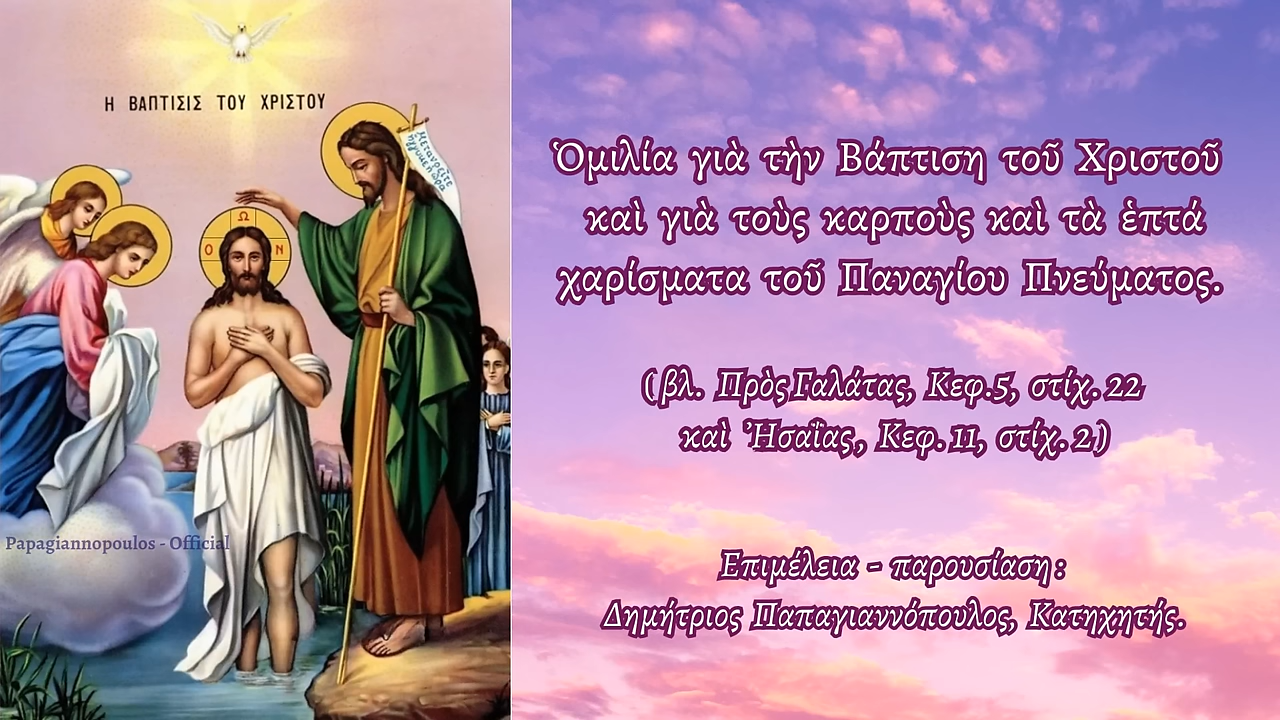 Η ΒΑΠΤΙΣΙΣ ΤΟΥ ΧΡΙΣΤΟΥ
Μετανοεῖτε
Ο Ω Ν
Papagiannopoulos - Official
Ὁμιλία γιὰ τὴν Βάπτιση τοῦ Χριστοῦ
καὶ γιὰ τοὺς καρποὺς καὶ τὰ ἑπτά
χαρίσματα τοῦ Παναγίου Πνεύματος.
( βλ. Πρὸς Γαλάτας, Κεφ.5, στίχ. 22
καὶ Ἠσαΐας, Κεφ. 11, στίχ. 2 )
Επιμέλεια - παρουσίαση :
Δημήτριος Παπαγιαννόπουλος, Κατηχητής.